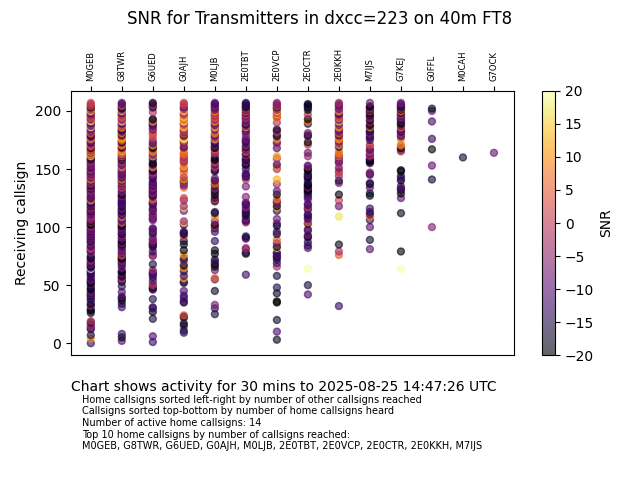 SNR for Transmitters in dxcc=223 on 40m FT8
M0GEB G8TWR G6UED G0AJH M0LJB 2E0TBT 2E0VCP 2E0CTR 2E0KKH M7IJS G7KEJ G0FFL M0CAH G7OCK
200
150
100
50
0
Receiving callsign
20
15
10
5
0
−5
−10
−15
−20
SNR
Chart shows activity for 30 mins to 2025-08-25 14:47:26 UTC
Home callsigns sorted left-right by number of other callsigns reached
Callsigns sorted top-bottom by number of home callsigns heard
Number of active home callsigns: 14
Top 10 home callsigns by number of callsigns reached:
M0GEB, G8TWR, G6UED, G0AJH, M0LJB, 2E0TBT, 2E0VCP, 2E0CTR, 2E0KKH, M7IJS